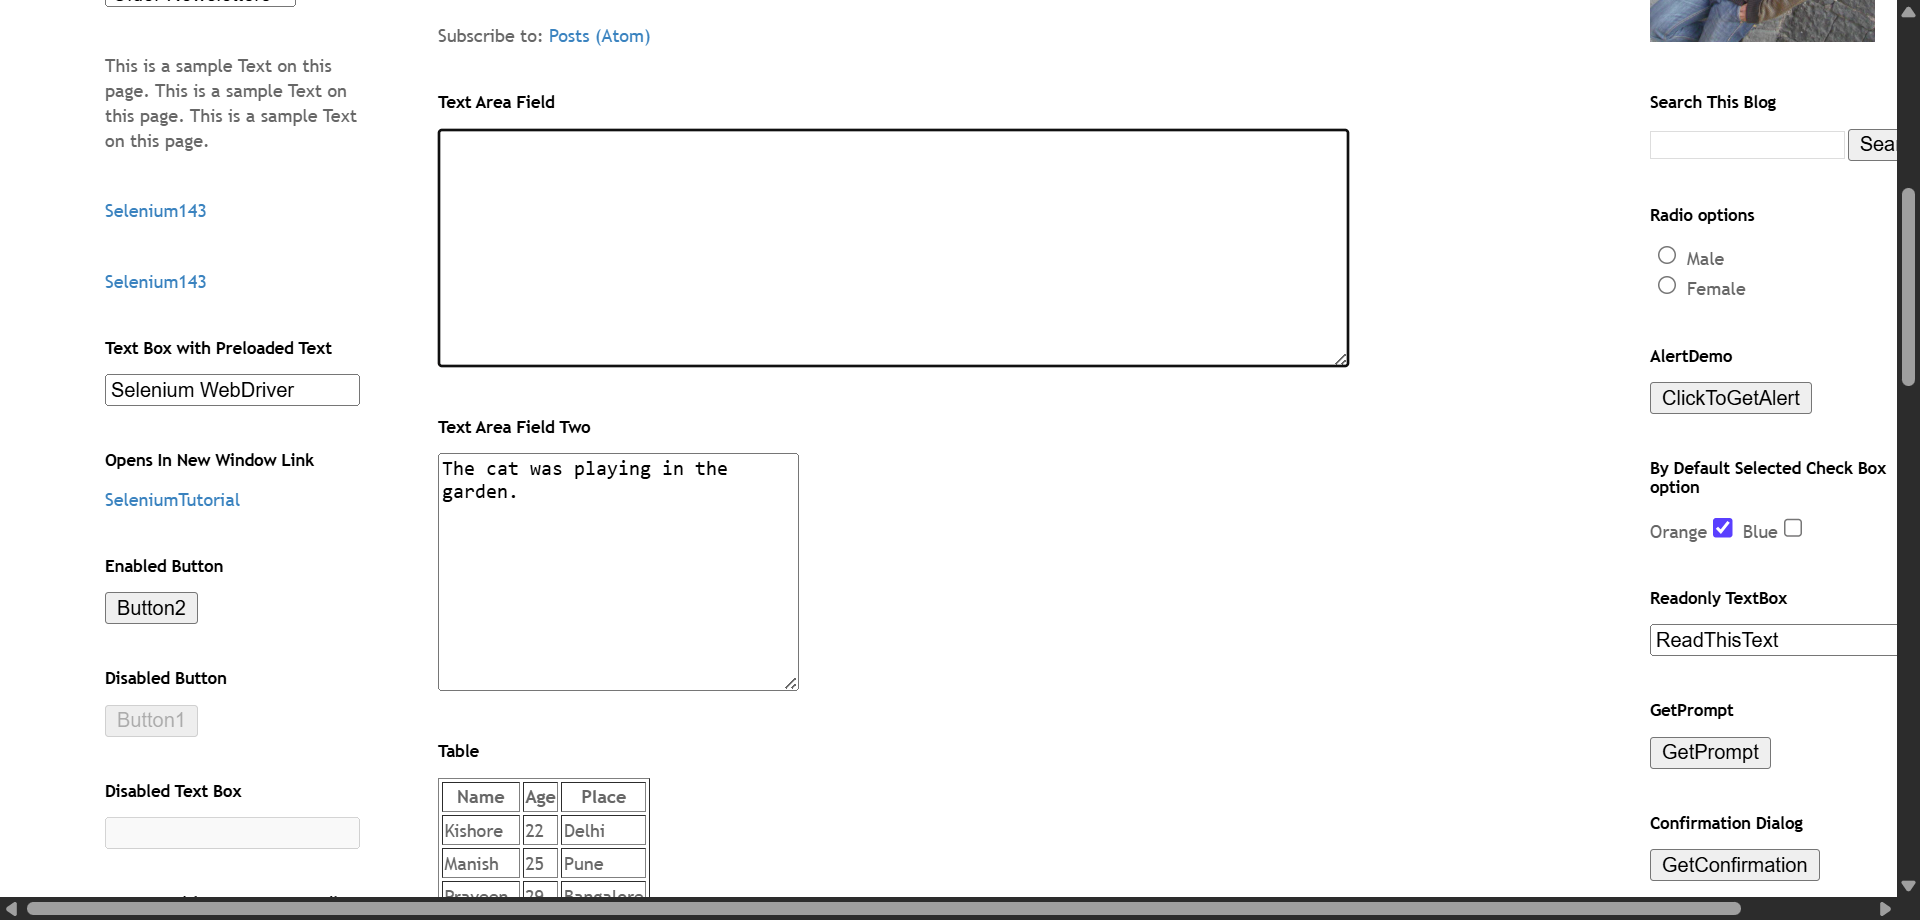 Subscribe to: Posts (Atom)
This is a sample Text on this
page. This is a sample Text on
this page. This is a sample Text
on this page.
Selenium143
Selenium143
Text Box with Preloaded Text
Selenium WebDriver
Opens In New Window Link
SeleniumTutorial
Enabled Button
Button2
Disabled Button
Button1
Disabled Text Box
Text Area Field
Text Area Field Two
The cat was playing in the
garden.
Table
Name Age Place
Kishore 22 Delhi
Manish 25 Pune
Praveen 29 Bangalore
Search This Blog
Radio options
Male
Female
AlertDemo
ClickToGetAlert
By Default Selected Check Box
option
Orange Blue
Readonly TextBox
ReadThisText
GetPrompt
GetPrompt
Confirmation Dialog
GetConfirmation